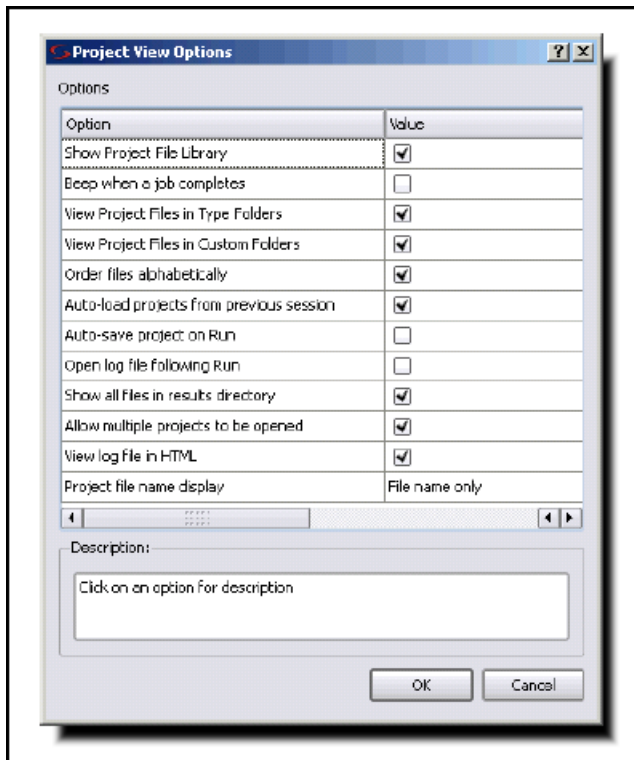 Project View Options
Options
Option Value
Show Project File Library
Beep when a job completes
View Project Files in Type Folders
View Project Files in Custom Folders
Order files alphabetically
Auto-load projects from previous session
Auto-save project on Run
Open log file following Run
Show all files in results directory
Allow multiple projects to be opened
View log file in HTML
Project file name display File name only
Description:
Click on an option for description
OK Cancel